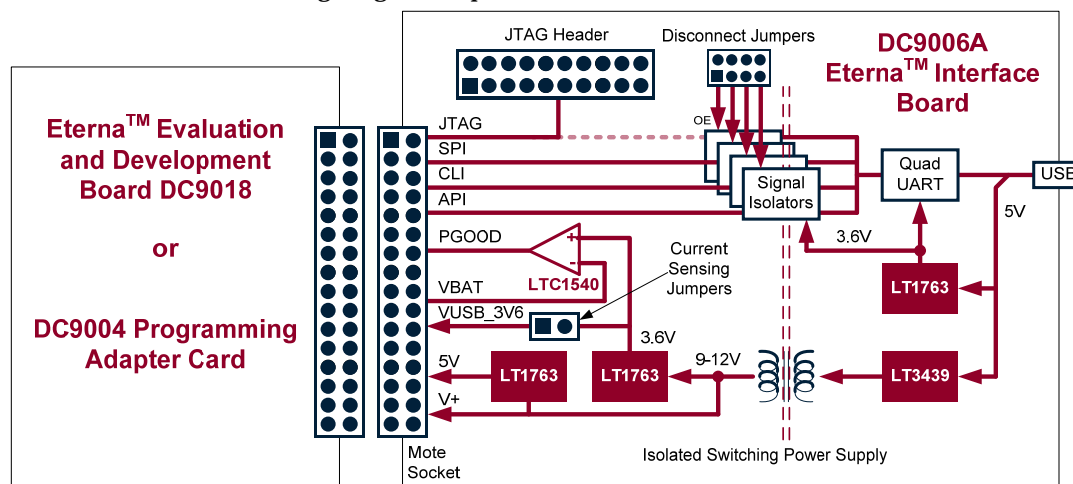 JTAG Header
Disconnect Jumpers
DC9006A
Eterna™ Interface
Board
Eterna™ Evaluation
and Development
Board DC9018
or
DC9004 Programming
Adapter Card
JTAG
SPI
CLI
API
PGOOD
VBAT
VUSB_3V6
5V
V+
OE
Signal
Isolators
Quad
UART
USB
5V
3.6V
LT1763
LTC1540
Current
Sensing
Jumpers
3.6V
9-12V
LT1763
LT1763
LT3439
Mote
Socket
Isolated Switching Power Supply